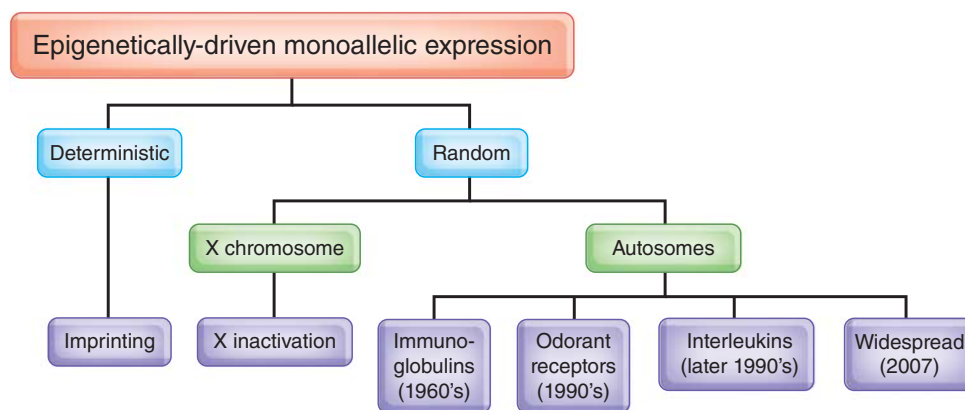 Epigenetically-driven monoallelic expression
Deterministic
Random
X chromosome
Autosomes
Imprinting
X inactivation
Immuno-
globulins
(1960's)
Odorant
receptors
(1990's)
Interleukins
(later 1990's)
Widespread
(2007)